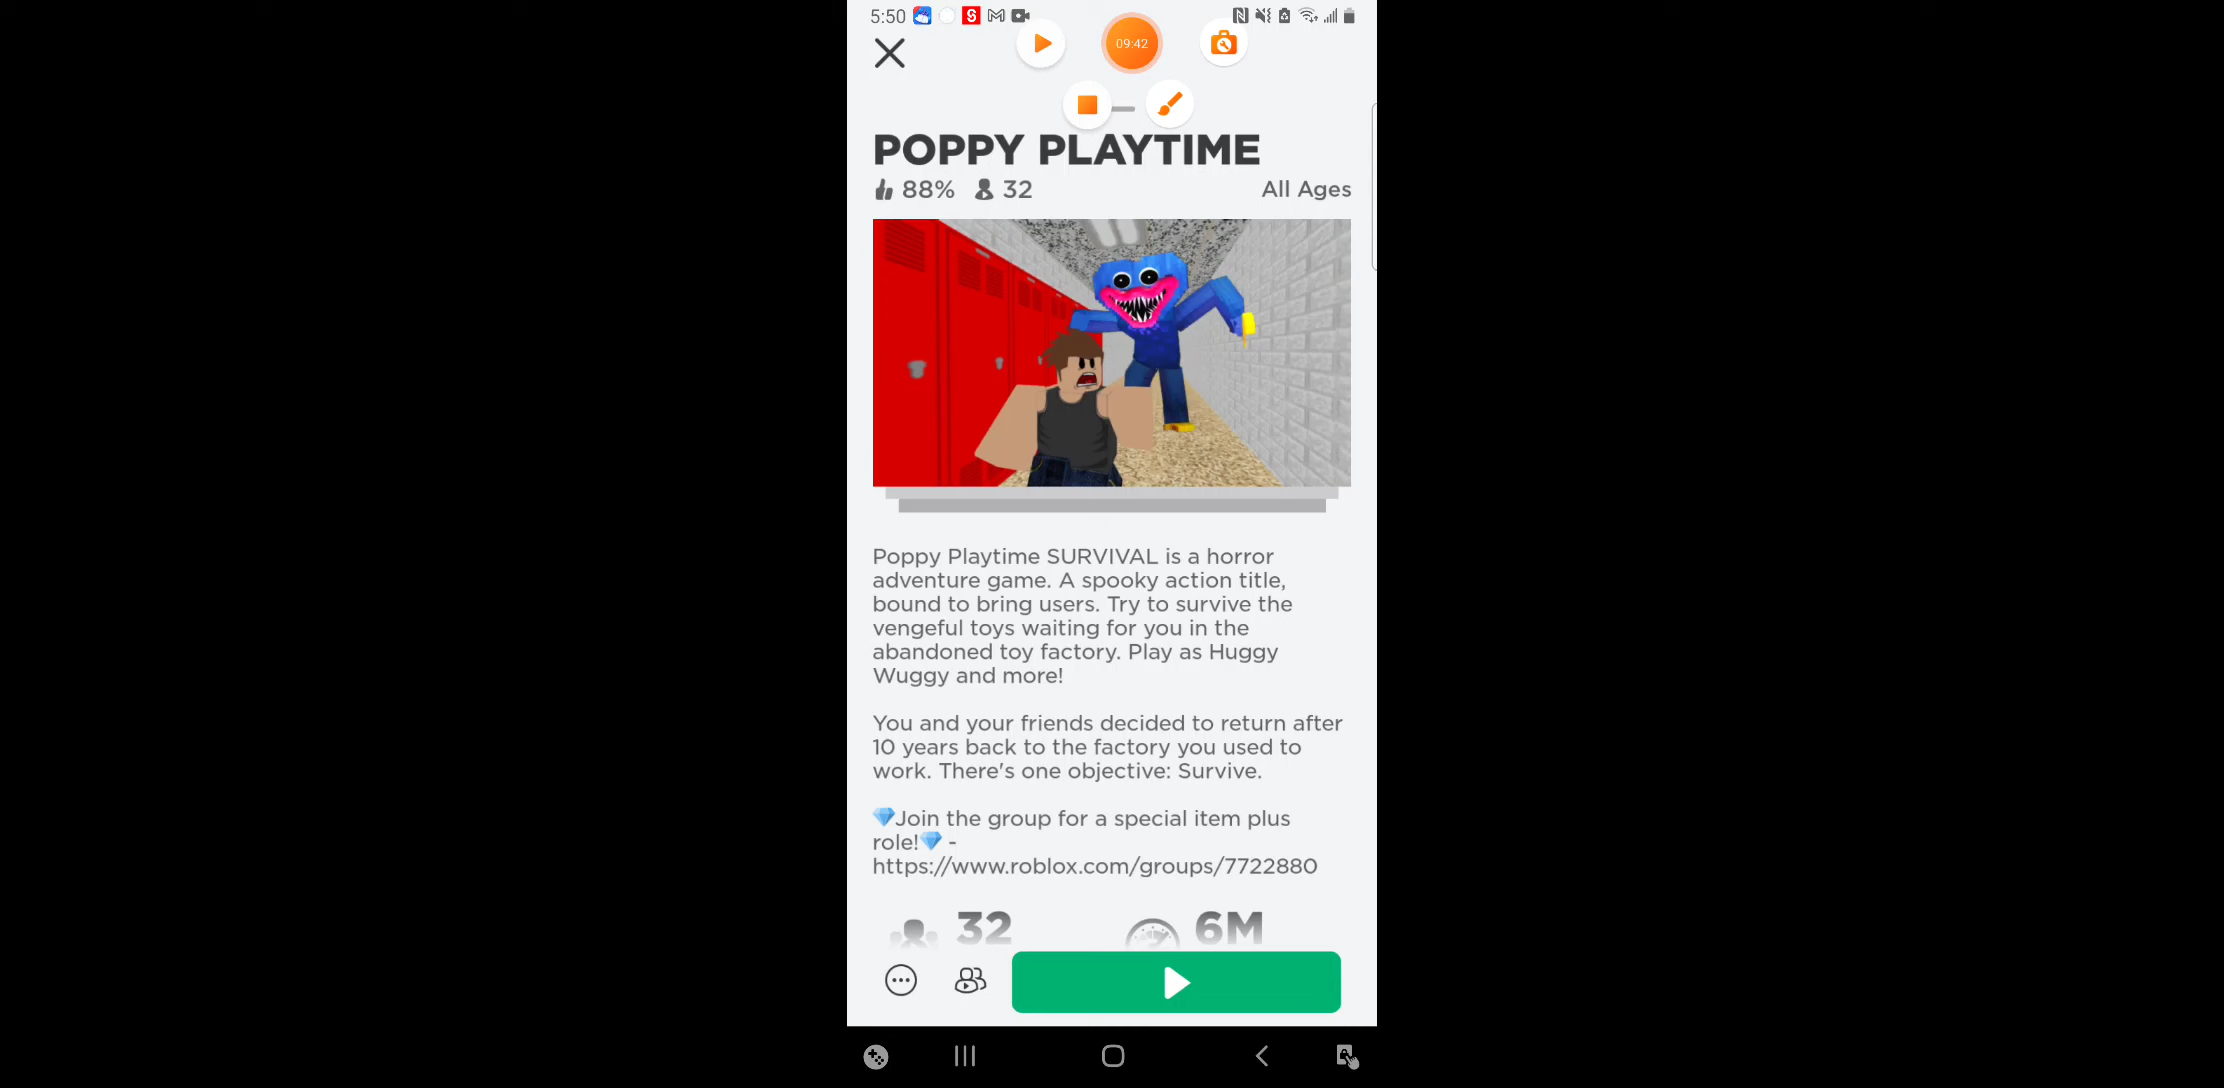 5:50
09:42
POPPY PLAYTIME
88% 32 All Ages
Poppy Playtime SURVIVAL is a horror
adventure game. A spooky action title,
bound to bring users. Try to survive the
vengeful toys waiting for you in the
abandoned toy factory. Play as Huggy
Wuggy and more!
You and your friends decided to return after
10 years back to the factory you used to
work. There's one objective: Survive.
💎Join the group for a special item plus
role!💎 -
https://www.roblox.com/groups/7722880
32 6M